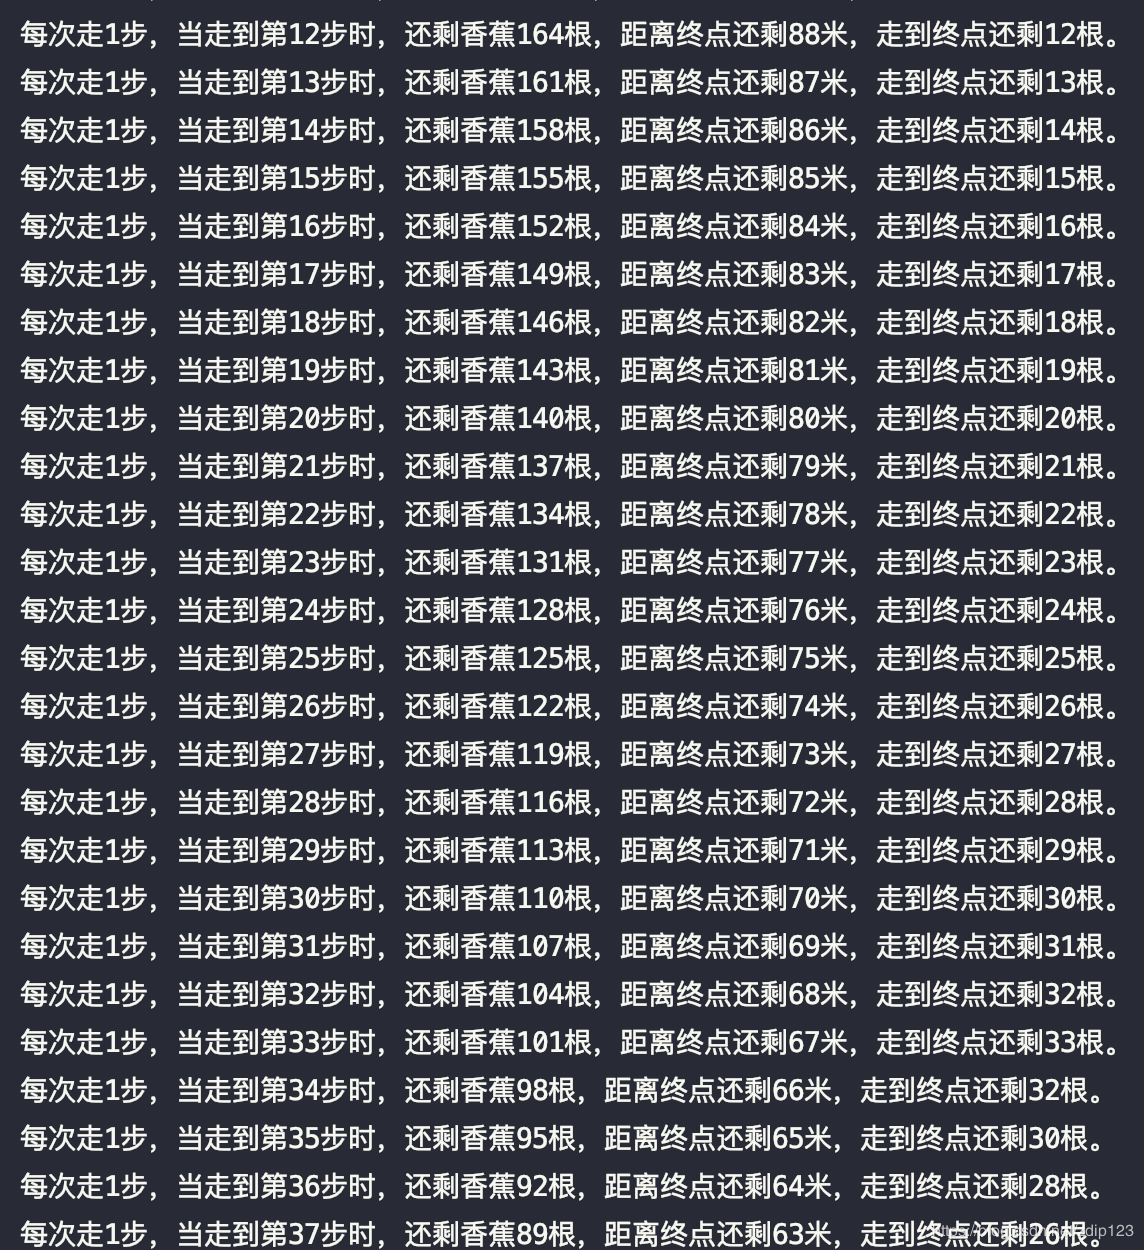 每次走1步，当走到第12步时，还剩香蕉164根，距离终点还剩88米，走到终点还剩12根。
每次走1步，当走到第13步时，还剩香蕉161根，距离终点还剩87米，走到终点还剩13根。
每次走1步，当走到第14步时，还剩香蕉158根，距离终点还剩86米，走到终点还剩14根。
每次走1步，当走到第15步时，还剩香蕉155根，距离终点还剩85米，走到终点还剩15根。
每次走1步，当走到第16步时，还剩香蕉152根，距离终点还剩84米，走到终点还剩16根。
每次走1步，当走到第17步时，还剩香蕉149根，距离终点还剩83米，走到终点还剩17根。
每次走1步，当走到第18步时，还剩香蕉146根，距离终点还剩82米，走到终点还剩18根。
每次走1步，当走到第19步时，还剩香蕉143根，距离终点还剩81米，走到终点还剩19根。
每次走1步，当走到第20步时，还剩香蕉140根，距离终点还剩80米，走到终点还剩20根。
每次走1步，当走到第21步时，还剩香蕉137根，距离终点还剩79米，走到终点还剩21根。
每次走1步，当走到第22步时，还剩香蕉134根，距离终点还剩78米，走到终点还剩22根。
每次走1步，当走到第23步时，还剩香蕉131根，距离终点还剩77米，走到终点还剩23根。
每次走1步，当走到第24步时，还剩香蕉128根，距离终点还剩76米，走到终点还剩24根。
每次走1步，当走到第25步时，还剩香蕉125根，距离终点还剩75米，走到终点还剩25根。
每次走1步，当走到第26步时，还剩香蕉122根，距离终点还剩74米，走到终点还剩26根。
每次走1步，当走到第27步时，还剩香蕉119根，距离终点还剩73米，走到终点还剩27根。
每次走1步，当走到第28步时，还剩香蕉116根，距离终点还剩72米，走到终点还剩28根。
每次走1步，当走到第29步时，还剩香蕉113根，距离终点还剩71米，走到终点还剩29根。
每次走1步，当走到第30步时，还剩香蕉110根，距离终点还剩70米，走到终点还剩30根。
每次走1步，当走到第31步时，还剩香蕉107根，距离终点还剩69米，走到终点还剩31根。
每次走1步，当走到第32步时，还剩香蕉104根，距离终点还剩68米，走到终点还剩32根。
每次走1步，当走到第33步时，还剩香蕉101根，距离终点还剩67米，走到终点还剩33根。
每次走1步，当走到第34步时，还剩香蕉98根，距离终点还剩66米，走到终点还剩32根。
每次走1步，当走到第35步时，还剩香蕉95根，距离终点还剩65米，走到终点还剩30根。
每次走1步，当走到第36步时，还剩香蕉92根，距离终点还剩64米，走到终点还剩28根。
每次走1步，当走到第37步时，还剩香蕉89根，距离终点还剩63米，走到终点还剩26根。